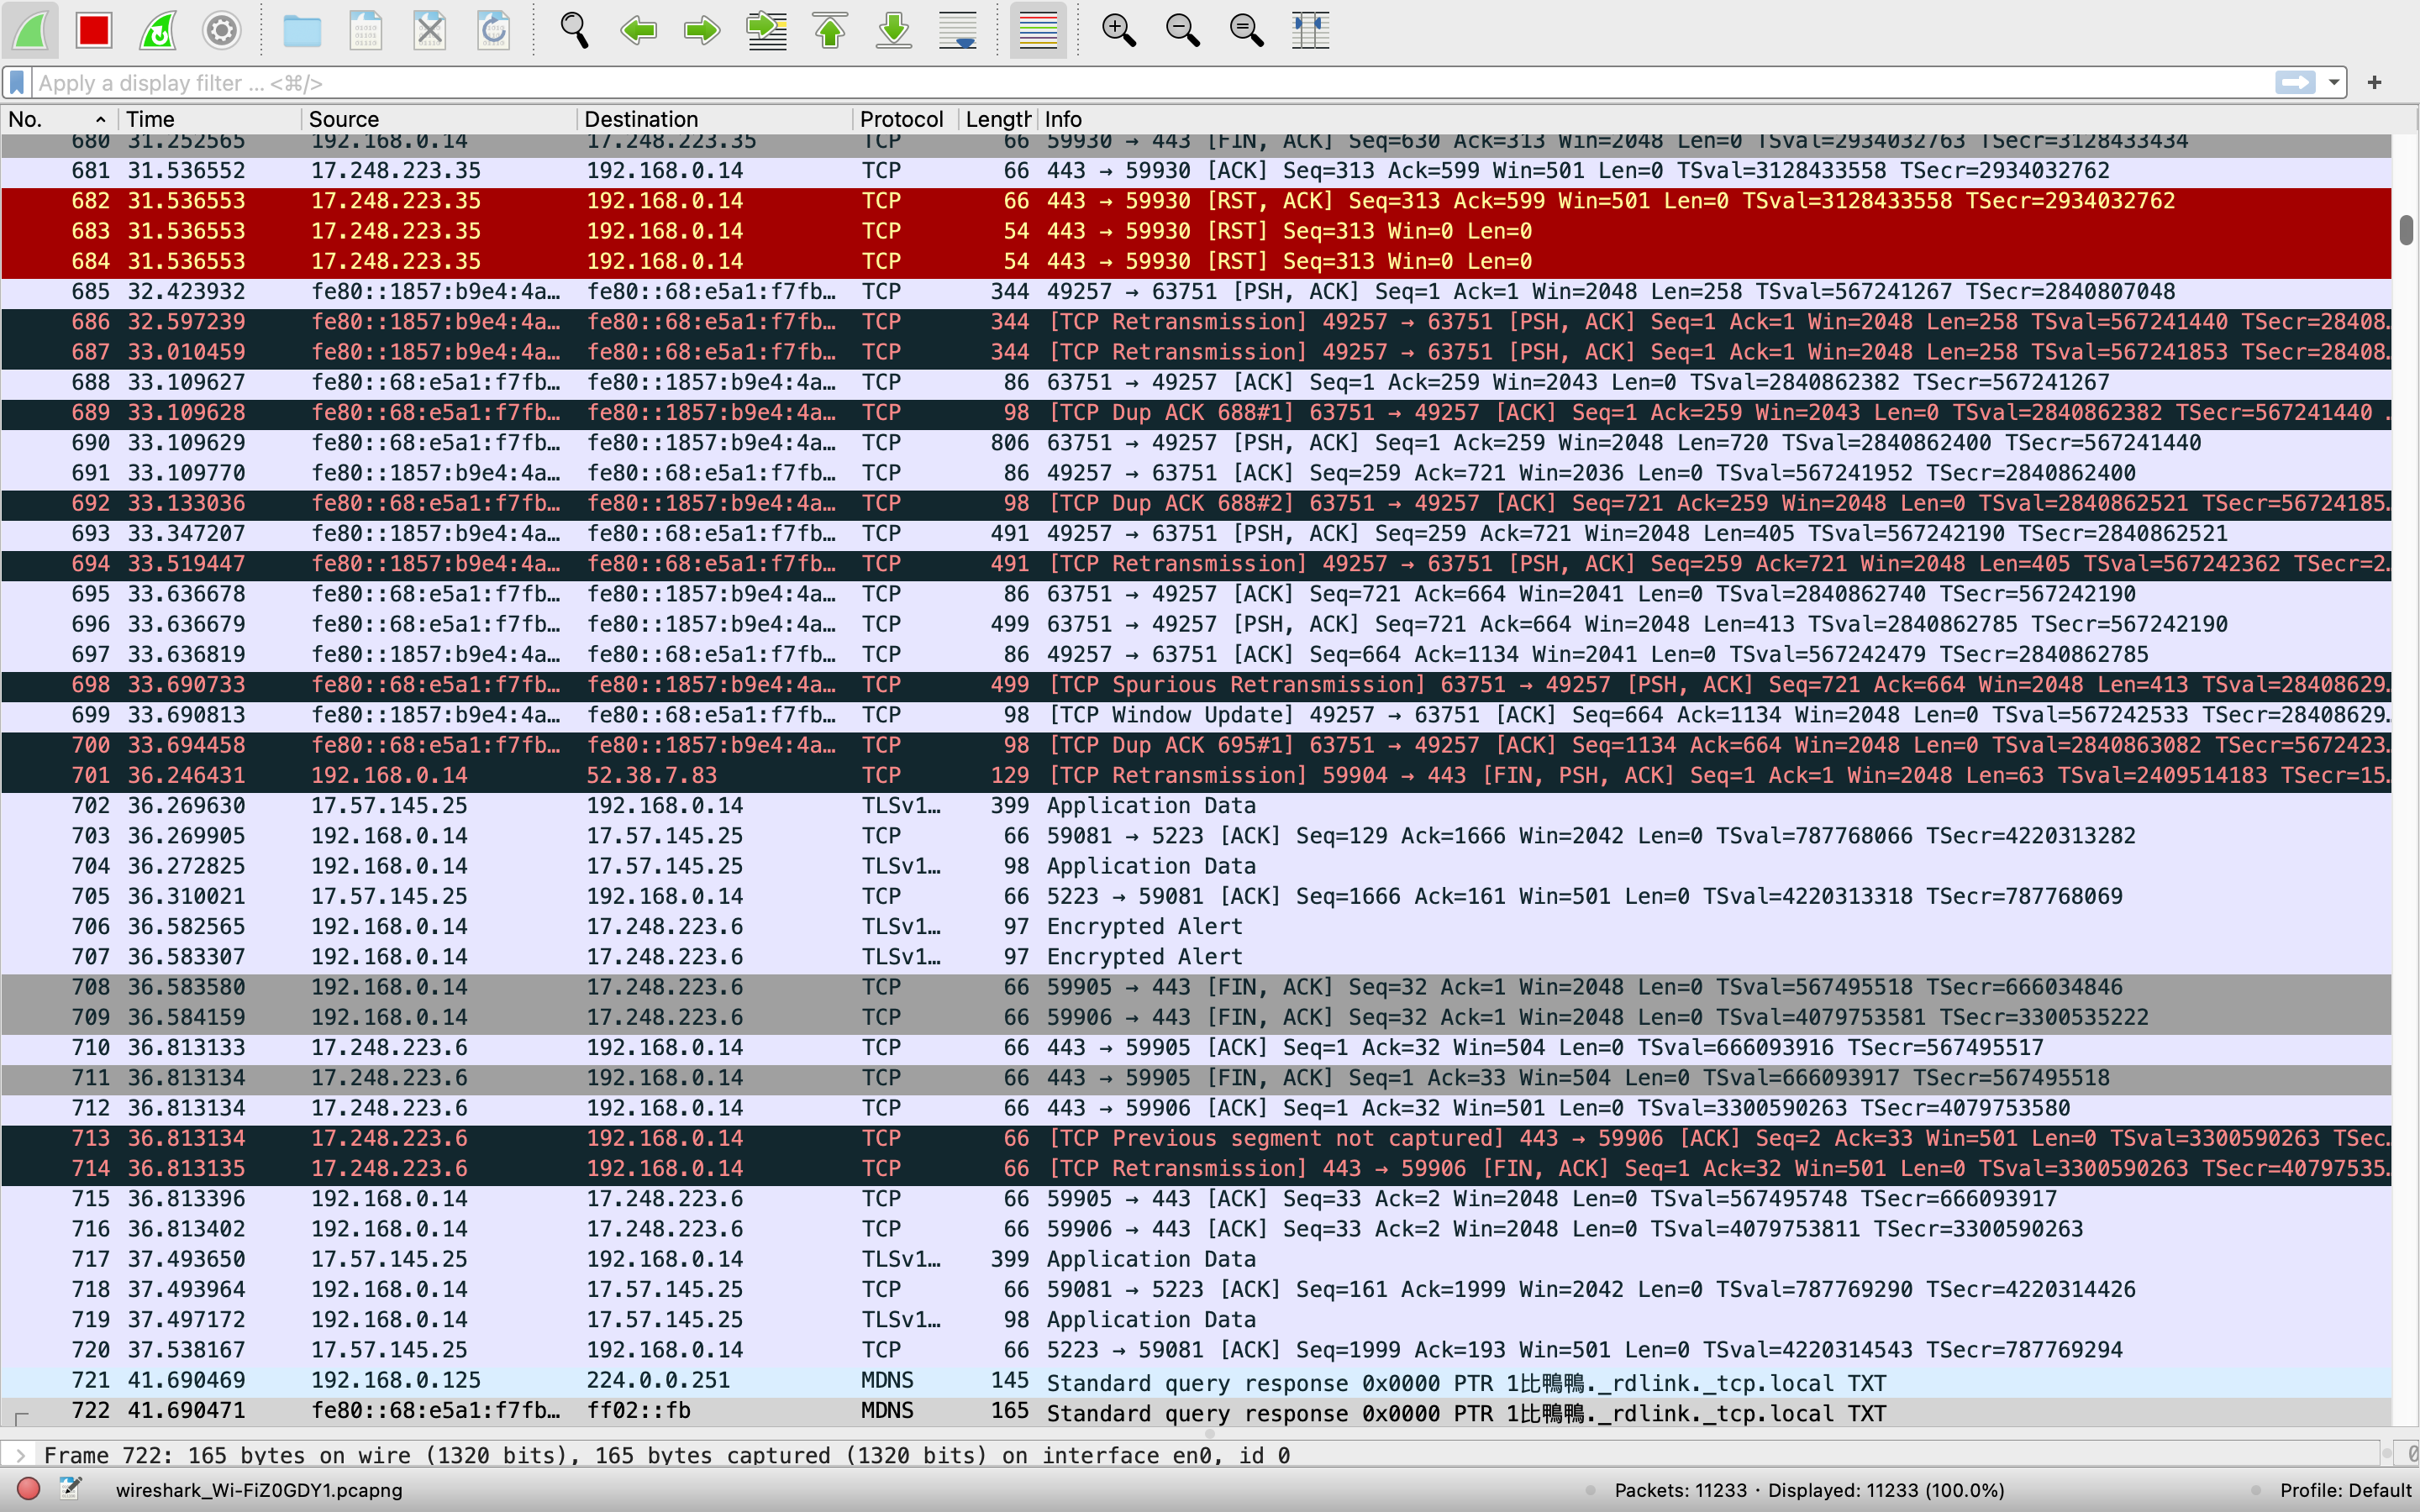 Apply a display filter ... <⌘/>
No. Time Source Destination Protocol Length Info
680 31.252565 192.168.0.14 17.248.223.35 TCP 66 59930 → 443 [FIN, ACK] Seq=630 Ack=313 Win=2048 Len=0 TSval=2934032763 TSecr=3128433434
681 31.536552 17.248.223.35 192.168.0.14 TCP 66 443 → 59930 [ACK] Seq=313 Ack=599 Win=501 Len=0 TSval=3128433558 TSecr=2934032762
682 31.536553 17.248.223.35 192.168.0.14 TCP 66 443 → 59930 [RST, ACK] Seq=313 Ack=599 Win=501 Len=0 TSval=3128433558 TSecr=2934032762
683 31.536553 17.248.223.35 192.168.0.14 TCP 54 443 → 59930 [RST] Seq=313 Win=0 Len=0
684 31.536553 17.248.223.35 192.168.0.14 TCP 54 443 → 59930 [RST] Seq=313 Win=0 Len=0
685 32.423932 fe80::1857:b9e4:4a… fe80::68:e5a1:f7fb… TCP 344 49257 → 63751 [PSH, ACK] Seq=1 Ack=1 Win=2048 Len=258 TSval=567241267 TSecr=2840807048
686 32.597239 fe80::1857:b9e4:4a… fe80::68:e5a1:f7fb… TCP 344 [TCP Retransmission] 49257 → 63751 [PSH, ACK] Seq=1 Ack=1 Win=2048 Len=258 TSval=567241440 TSecr=28408.
687 33.010459 fe80::1857:b9e4:4a… fe80::68:e5a1:f7fb… TCP 344 [TCP Retransmission] 49257 → 63751 [PSH, ACK] Seq=1 Ack=1 Win=2048 Len=258 TSval=567241853 TSecr=28408.
688 33.109627 fe80::68:e5a1:f7fb… fe80::1857:b9e4:4a… TCP 86 63751 → 49257 [ACK] Seq=1 Ack=259 Win=2043 Len=0 TSval=2840862382 TSecr=567241267
689 33.109628 fe80::68:e5a1:f7fb… fe80::1857:b9e4:4a… TCP 98 [TCP Dup ACK 688#1] 63751 → 49257 [ACK] Seq=1 Ack=259 Win=2043 Len=0 TSval=2840862382 TSecr=567241440 .
690 33.109629 fe80::68:e5a1:f7fb… fe80::1857:b9e4:4a… TCP 806 63751 → 49257 [PSH, ACK] Seq=1 Ack=259 Win=2048 Len=720 TSval=2840862400 TSecr=567241440
691 33.109770 fe80::1857:b9e4:4a… fe80::68:e5a1:f7fb… TCP 86 49257 → 63751 [ACK] Seq=259 Ack=721 Win=2036 Len=0 TSval=567241952 TSecr=2840862400
692 33.133036 fe80::68:e5a1:f7fb… fe80::1857:b9e4:4a… TCP 98 [TCP Dup ACK 688#2] 63751 → 49257 [ACK] Seq=721 Ack=259 Win=2048 Len=0 TSval=2840862521 TSecr=56724185.
693 33.347207 fe80::1857:b9e4:4a… fe80::68:e5a1:f7fb… TCP 491 49257 → 63751 [PSH, ACK] Seq=259 Ack=721 Win=2048 Len=405 TSval=567242190 TSecr=2840862521
694 33.519447 fe80::1857:b9e4:4a… fe80::68:e5a1:f7fb… TCP 491 [TCP Retransmission] 49257 → 63751 [PSH, ACK] Seq=259 Ack=721 Win=2048 Len=405 TSval=567242362 TSecr=2.
695 33.636678 fe80::68:e5a1:f7fb… fe80::1857:b9e4:4a… TCP 86 63751 → 49257 [ACK] Seq=721 Ack=664 Win=2041 Len=0 TSval=2840862740 TSecr=567242190
696 33.636679 fe80::68:e5a1:f7fb… fe80::1857:b9e4:4a… TCP 499 63751 → 49257 [PSH, ACK] Seq=721 Ack=664 Win=2048 Len=413 TSval=2840862785 TSecr=567242190
697 33.636819 fe80::1857:b9e4:4a… fe80::68:e5a1:f7fb… TCP 86 49257 → 63751 [ACK] Seq=664 Ack=1134 Win=2041 Len=0 TSval=567242479 TSecr=2840862785
698 33.690733 fe80::68:e5a1:f7fb… fe80::1857:b9e4:4a… TCP 499 [TCP Spurious Retransmission] 63751 → 49257 [PSH, ACK] Seq=721 Ack=664 Win=2048 Len=413 TSval=28408629.
699 33.690813 fe80::1857:b9e4:4a… fe80::68:e5a1:f7fb… TCP 98 [TCP Window Update] 49257 → 63751 [ACK] Seq=664 Ack=1134 Win=2048 Len=0 TSval=567242533 TSecr=28408629.
700 33.694458 fe80::68:e5a1:f7fb… fe80::1857:b9e4:4a… TCP 98 [TCP Dup ACK 695#1] 63751 → 49257 [ACK] Seq=1134 Ack=664 Win=2048 Len=0 TSval=2840863082 TSecr=5672423.
701 36.246431 192.168.0.14 52.38.7.83 TCP 129 [TCP Retransmission] 59904 → 443 [FIN, PSH, ACK] Seq=1 Ack=1 Win=2048 Len=63 TSval=2409514183 TSecr=15.
702 36.269630 17.57.145.25 192.168.0.14 TLSv1… 399 Application Data
703 36.269905 192.168.0.14 17.57.145.25 TCP 66 59081 → 5223 [ACK] Seq=129 Ack=1666 Win=2042 Len=0 TSval=787768066 TSecr=4220313282
704 36.272825 192.168.0.14 17.57.145.25 TLSv1… 98 Application Data
705 36.310021 17.57.145.25 192.168.0.14 TCP 66 5223 → 59081 [ACK] Seq=1666 Ack=161 Win=501 Len=0 TSval=4220313318 TSecr=787768069
706 36.582565 192.168.0.14 17.248.223.6 TLSv1… 97 Encrypted Alert
707 36.583307 192.168.0.14 17.248.223.6 TLSv1… 97 Encrypted Alert
708 36.583580 192.168.0.14 17.248.223.6 TCP 66 59905 → 443 [FIN, ACK] Seq=32 Ack=1 Win=2048 Len=0 TSval=567495518 TSecr=666034846
709 36.584159 192.168.0.14 17.248.223.6 TCP 66 59906 → 443 [FIN, ACK] Seq=32 Ack=1 Win=2048 Len=0 TSval=4079753581 TSecr=3300535222
710 36.813133 17.248.223.6 192.168.0.14 TCP 66 443 → 59905 [ACK] Seq=1 Ack=32 Win=504 Len=0 TSval=666093916 TSecr=567495517
711 36.813134 17.248.223.6 192.168.0.14 TCP 66 443 → 59905 [FIN, ACK] Seq=1 Ack=33 Win=504 Len=0 TSval=666093917 TSecr=567495518
712 36.813134 17.248.223.6 192.168.0.14 TCP 66 443 → 59906 [ACK] Seq=1 Ack=32 Win=501 Len=0 TSval=3300590263 TSecr=4079753580
713 36.813134 17.248.223.6 192.168.0.14 TCP 66 [TCP Previous segment not captured] 443 → 59906 [ACK] Seq=2 Ack=33 Win=501 Len=0 TSval=3300590263 TSec.
714 36.813135 17.248.223.6 192.168.0.14 TCP 66 [TCP Retransmission] 443 → 59906 [FIN, ACK] Seq=1 Ack=32 Win=501 Len=0 TSval=3300590263 TSecr=40797535.
715 36.813396 192.168.0.14 17.248.223.6 TCP 66 59905 → 443 [ACK] Seq=33 Ack=2 Win=2048 Len=0 TSval=567495748 TSecr=666093917
716 36.813402 192.168.0.14 17.248.223.6 TCP 66 59906 → 443 [ACK] Seq=33 Ack=2 Win=2048 Len=0 TSval=4079753811 TSecr=3300590263
717 37.493650 17.57.145.25 192.168.0.14 TLSv1… 399 Application Data
718 37.493964 192.168.0.14 17.57.145.25 TCP 66 59081 → 5223 [ACK] Seq=161 Ack=1999 Win=2042 Len=0 TSval=787769290 TSecr=4220314426
719 37.497172 192.168.0.14 17.57.145.25 TLSv1… 98 Application Data
720 37.538167 17.57.145.25 192.168.0.14 TCP 66 5223 → 59081 [ACK] Seq=1999 Ack=193 Win=501 Len=0 TSval=4220314543 TSecr=787769294
721 41.690469 192.168.0.125 224.0.0.251 MDNS 145 Standard query response 0x0000 PTR 1比鴨鴨._rdlink._tcp.local TXT
722 41.690471 fe80::68:e5a1:f7fb… ff02::fb MDNS 165 Standard query response 0x0000 PTR 1比鴨鴨._rdlink._tcp.local TXT
Frame 722: 165 bytes on wire (1320 bits), 165 bytes captured (1320 bits) on interface en0, id 0
wireshark_Wi-FiZ0GDY1.pcapng Packets: 11233 · Displayed: 11233 (100.0%) Profile: Default